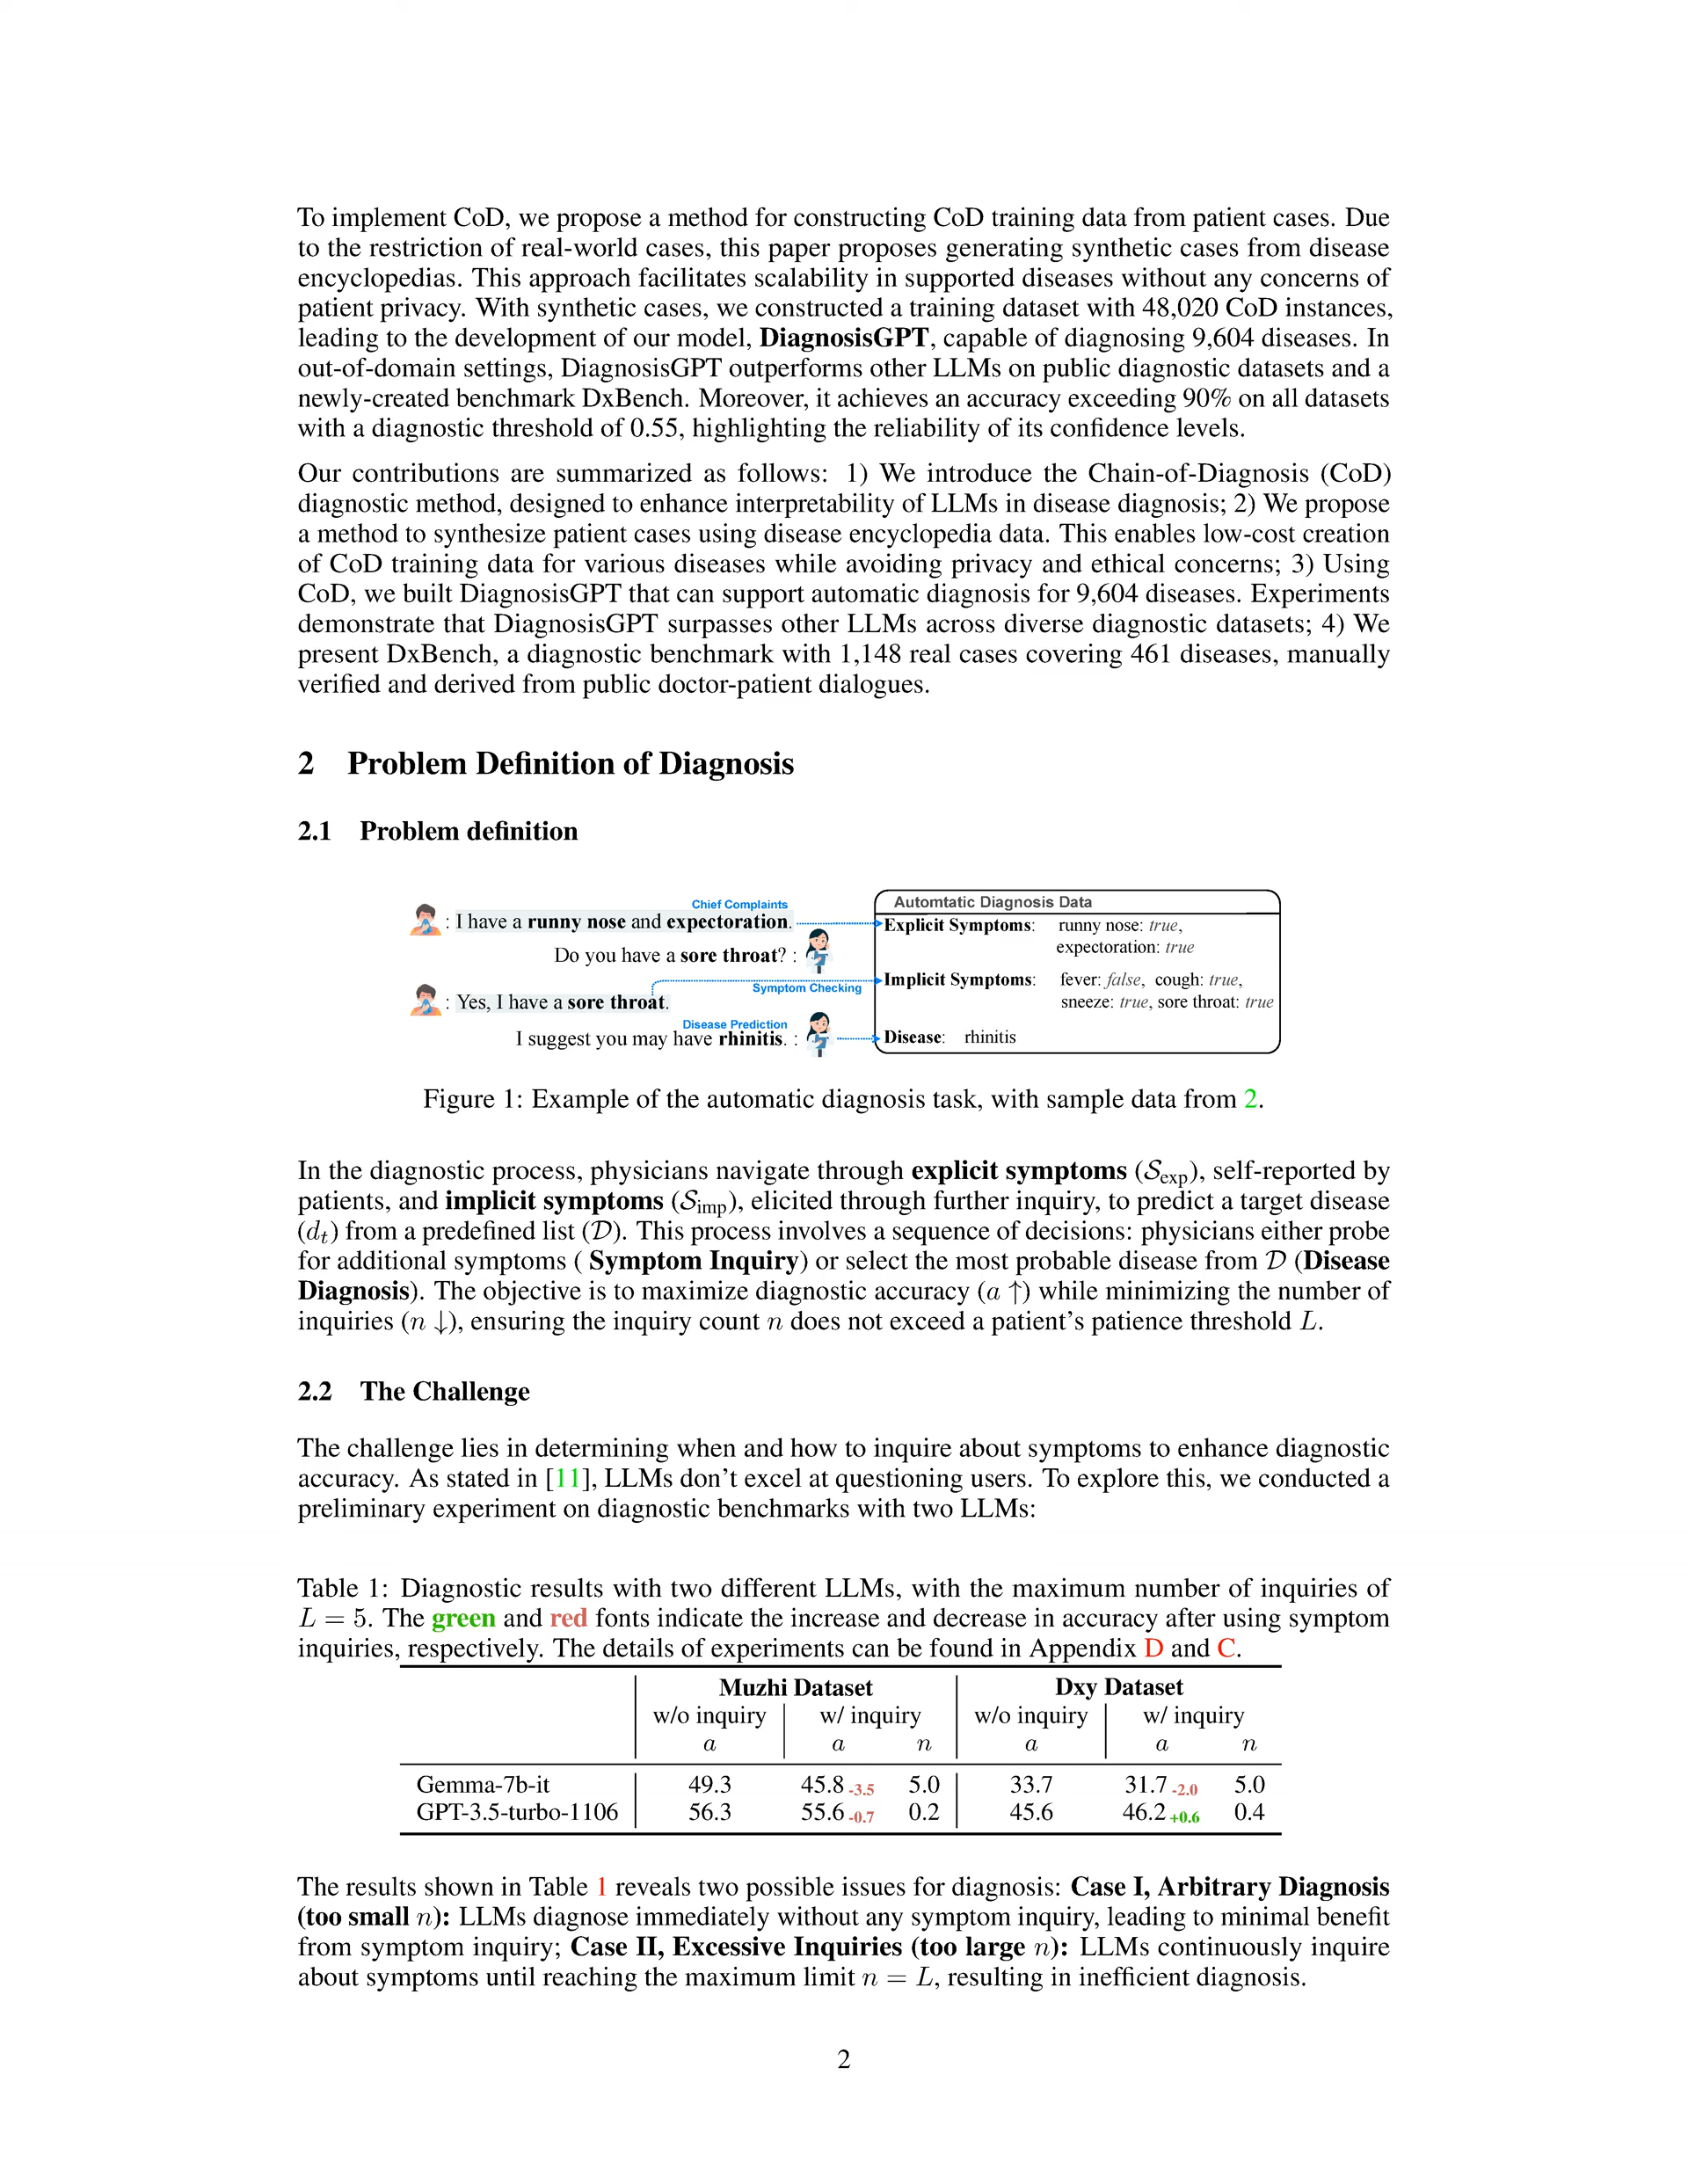 To implement CoD, we propose a method for constructing CoD training data from patient cases. Due
to the restriction of real-world cases, this paper proposes generating synthetic cases from disease
encyclopedias. This approach facilitates scalability in supported diseases without any concerns of
patient privacy. With synthetic cases, we constructed a training dataset with 48,020 CoD instances,
leading to the development of our model, DiagnosisGPT, capable of diagnosing 9,604 diseases. In
out-of-domain settings, DiagnosisGPT outperforms other LLMs on public diagnostic datasets and a
newly-created benchmark DxBench. Moreover, it achieves an accuracy exceeding 90% on all datasets
with a diagnostic threshold of 0.55, highlighting the reliability of its confidence levels.
Our contributions are summarized as follows: 1) We introduce the Chain-of-Diagnosis (CoD)
diagnostic method, designed to enhance interpretability of LLMs in disease diagnosis; 2) We propose
a method to synthesize patient cases using disease encyclopedia data. This enables low-cost creation
of CoD training data for various diseases while avoiding privacy and ethical concerns; 3) Using
CoD, we built DiagnosisGPT that can support automatic diagnosis for 9,604 diseases. Experiments
demonstrate that DiagnosisGPT surpasses other LLMs across diverse diagnostic datasets; 4) We
present DxBench, a diagnostic benchmark with 1,148 real cases covering 461 diseases, manually
verified and derived from public doctor-patient dialogues.
2 Problem Definition of Diagnosis
2.1 Problem definition
Chief Complaints
: I have a runny nose and expectoration.
Do you have a sore throat? :
Symptom Checking
: Yes, I have a sore throat.
Disease Prediction
I suggest you may have rhinitis. :
Automtatic Diagnosis Data
Explicit Symptoms: runny nose: true,
expectoration: true
Implicit Symptoms: fever: false, cough: true,
sneeze: true, sore throat: true
Disease: rhinitis
Figure 1: Example of the automatic diagnosis task, with sample data from 2.
In the diagnostic process, physicians navigate through explicit symptoms (𝒮exp), self-reported by
patients, and implicit symptoms (𝒮imp), elicited through further inquiry, to predict a target disease
(dt) from a predefined list (𝒟). This process involves a sequence of decisions: physicians either probe
for additional symptoms ( Symptom Inquiry) or select the most probable disease from 𝒟 (Disease
Diagnosis). The objective is to maximize diagnostic accuracy (a ↑) while minimizing the number of
inquiries (n ↓), ensuring the inquiry count n does not exceed a patient's patience threshold L.
2.2 The Challenge
The challenge lies in determining when and how to inquire about symptoms to enhance diagnostic
accuracy. As stated in [11], LLMs don't excel at questioning users. To explore this, we conducted a
preliminary experiment on diagnostic benchmarks with two LLMs:
Table 1: Diagnostic results with two different LLMs, with the maximum number of inquiries of
L = 5. The green and red fonts indicate the increase and decrease in accuracy after using symptom
inquiries, respectively. The details of experiments can be found in Appendix D and C.
Muzhi Dataset Dxy Dataset
w/o inquiry w/ inquiry w/o inquiry w/ inquiry
a a n a a n
Gemma-7b-it 49.3 45.8 -3.5 5.0 33.7 31.7 -2.0 5.0
GPT-3.5-turbo-1106 56.3 55.6 -0.7 0.2 45.6 46.2 +0.6 0.4
The results shown in Table 1 reveals two possible issues for diagnosis: Case I, Arbitrary Diagnosis
(too small n): LLMs diagnose immediately without any symptom inquiry, leading to minimal benefit
from symptom inquiry; Case II, Excessive Inquiries (too large n): LLMs continuously inquire
about symptoms until reaching the maximum limit n = L, resulting in inefficient diagnosis.
2